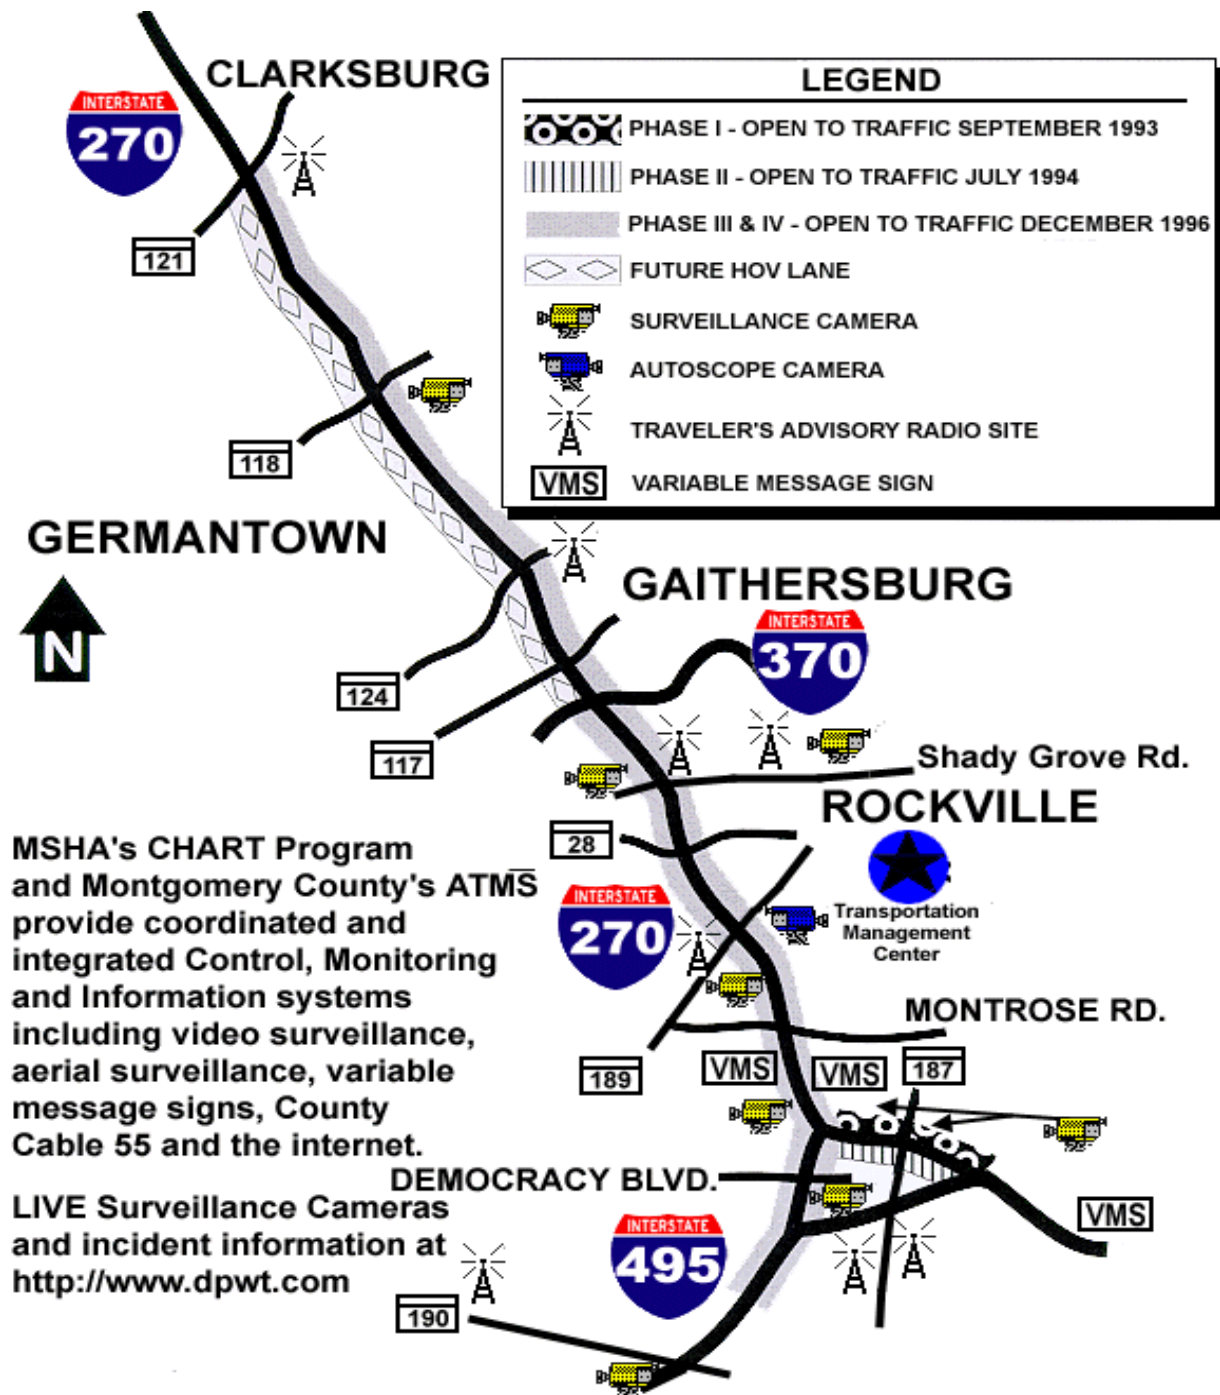 CLARKSBURG
INTERSTATE
270
121
118
LEGEND
PHASE I - OPEN TO TRAFFIC SEPTEMBER 1993
PHASE II - OPEN TO TRAFFIC JULY 1994
PHASE III & IV - OPEN TO TRAFFIC DECEMBER 1996
FUTURE HOV LANE
SURVEILLANCE CAMERA
AUTOSCOPE CAMERA
TRAVELER'S ADVISORY RADIO SITE
VMS VARIABLE MESSAGE SIGN
GERMANTOWN
N
GAITHERSBURG
INTERSTATE
370
124
117
Shady Grove Rd.
ROCKVILLE
28
INTERSTATE
270
Transportation
Management
Center
MSHA's CHART Program
and Montgomery County's ATMS
provide coordinated and
integrated Control, Monitoring
and Information systems
including video surveillance,
aerial surveillance, variable
message signs, County
Cable 55 and the internet.
MONTROSE RD.
189
VMS
VMS
187
DEMOCRACY BLVD.
VMS
LIVE Surveillance Cameras
and incident information at
http://www.dpwt.com
INTERSTATE
495
190